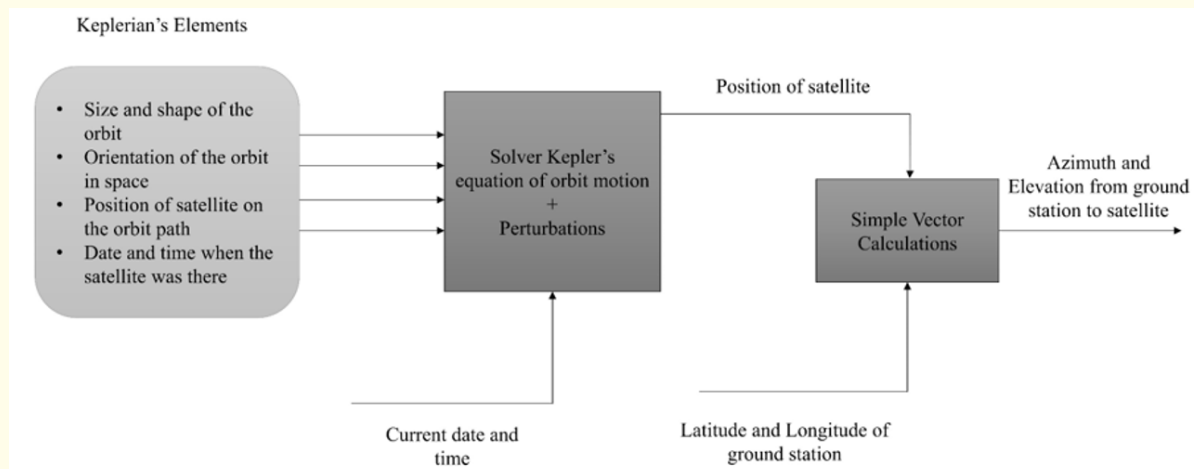 Keplerian's Elements
• Size and shape of the
orbit
• Orientation of the orbit
in space
• Position of satellite on
the orbit path
• Date and time when the
satellite was there
Solver Kepler's
equation of orbit motion
+
Perturbations
Current date and
time
Position of satellite
Simple Vector
Calculations
Latitude and Longitude of
ground station
Azimuth and
Elevation from ground
station to satellite